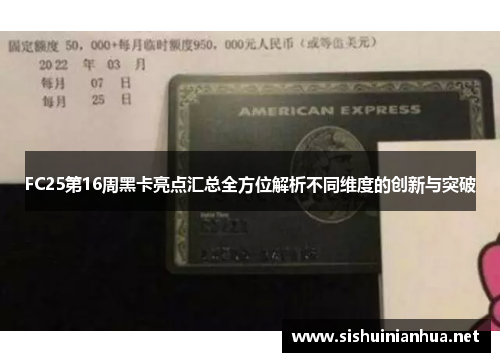 固定额度 50，000+每月临时额度950，000元人民币（或等值美元）
2022 年 03 月
每月 07 日
每月 25 日
AMERICAN EXPRESS
FC25第16周黑卡亮点汇总全方位解析不同维度的创新与突破
www.sishuinianhua.net